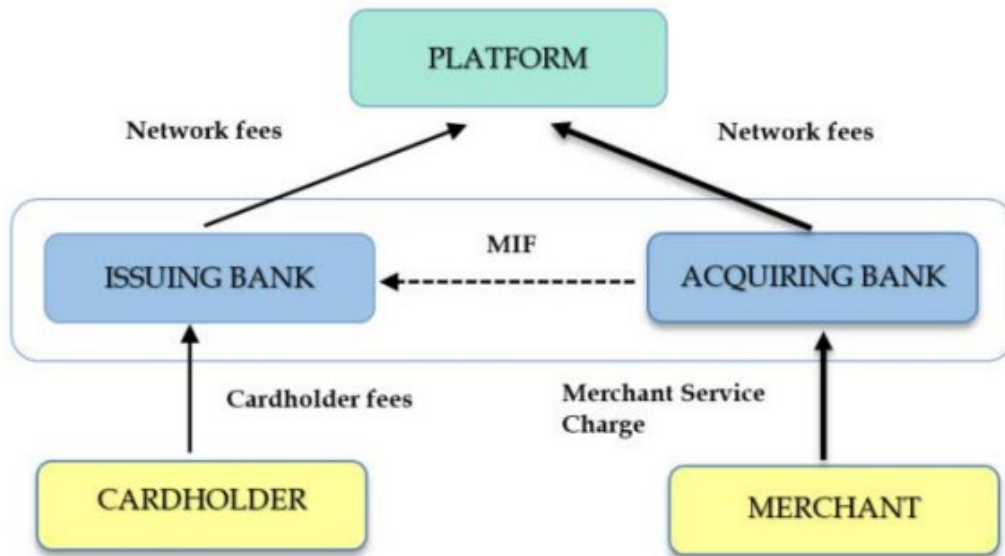 PLATFORM
Network fees
Network fees
MIF
ISSUING BANK
ACQUIRING BANK
Cardholder fees
Merchant Service
Charge
CARDHOLDER
MERCHANT